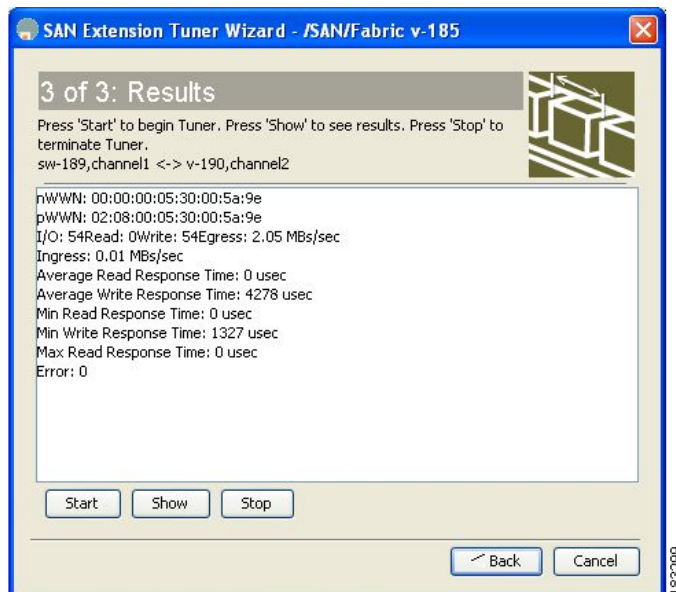 SAN Extension Tuner Wizard - /SAN/Fabric v-185
3 of 3: Results
Press 'Start' to begin Tuner. Press 'Show' to see results. Press 'Stop' to
terminate Tuner.
sw-189,channel1 <-> v-190,channel2
nWWN: 00:00:00:05:30:00:5a:9e
pWWN: 02:08:00:05:30:00:5a:9e
I/O: 54Read: 0Write: 54Egress: 2.05 MBs/sec
Ingress: 0.01 MBs/sec
Average Read Response Time: 0 usec
Average Write Response Time: 4278 usec
Min Read Response Time: 0 usec
Min Write Response Time: 1327 usec
Max Read Response Time: 0 usec
Error: 0
Start Show Stop
Back Cancel